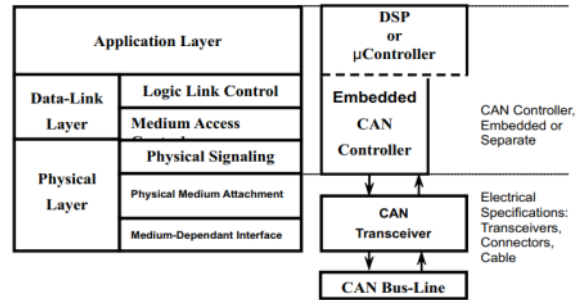 Application Layer
Data-Link
Layer
Logic Link Control
Medium Access
Physical
Layer
Physical Signaling
Physical Medium Attachment
Medium-Dependant Interface
DSP
or
μController
Embedded
CAN
Controller
CAN
Transceiver
CAN Bus-Line
CAN Controller,
Embedded or
Separate
Electrical
Specifications:
Transceivers,
Connectors,
Cable